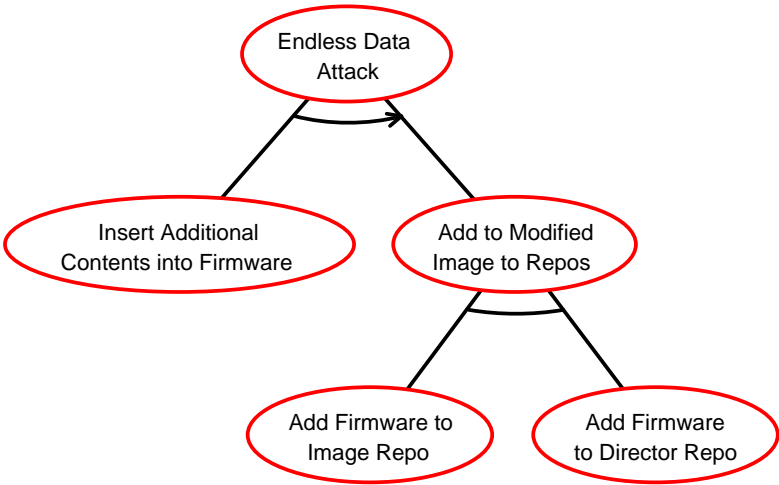 Endless Data
Attack
Insert Additional
Contents into Firmware
Add to Modified
Image to Repos
Add Firmware to
Image Repo
Add Firmware
to Director Repo